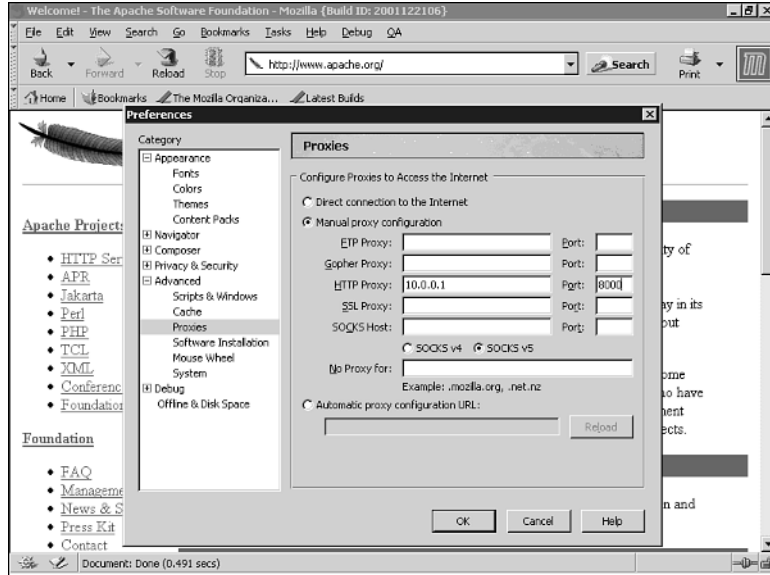 Welcome! - The Apache Software Foundation - Mozilla {Build ID: 2001122106}
File Edit View Search Go Bookmarks Tasks Help Debug QA
Back Forward Reload Stop http://www.apache.org/ Search Print
Home Bookmarks The Mozilla Organiza... Latest Builds
Preferences
Category
Appearance
Fonts
Colors
Themes
Content Packs
Navigator
Composer
Privacy & Security
Advanced
Scripts & Windows
Cache
Proxies
Software Installation
Mouse Wheel
System
Debug
Offline & Disk Space
Proxies
Configure Proxies to Access the Internet
Direct connection to the Internet
Manual proxy configuration
FTP Proxy: Port:
Gopher Proxy: Port:
HTTP Proxy: 10.0.0.1 Port: 8000
SSL Proxy: Port:
SOCKS Host: Port:
SOCKS v4 SOCKS v5
No Proxy for:
Example: .mozilla.org, .net.nz
Automatic proxy configuration URL:
Reload
OK Cancel Help
Apache Projects
HTTP Ser
APR
Jakarta
Perl
PHP
TCL
XML
Conferenc
Foundation
Foundation
FAQ
Manageme
News & S
Press Kit
Contact
ty of
ay in its
out
ome
ho have
ment
ects.
n and
Document: Done (0.491 secs)